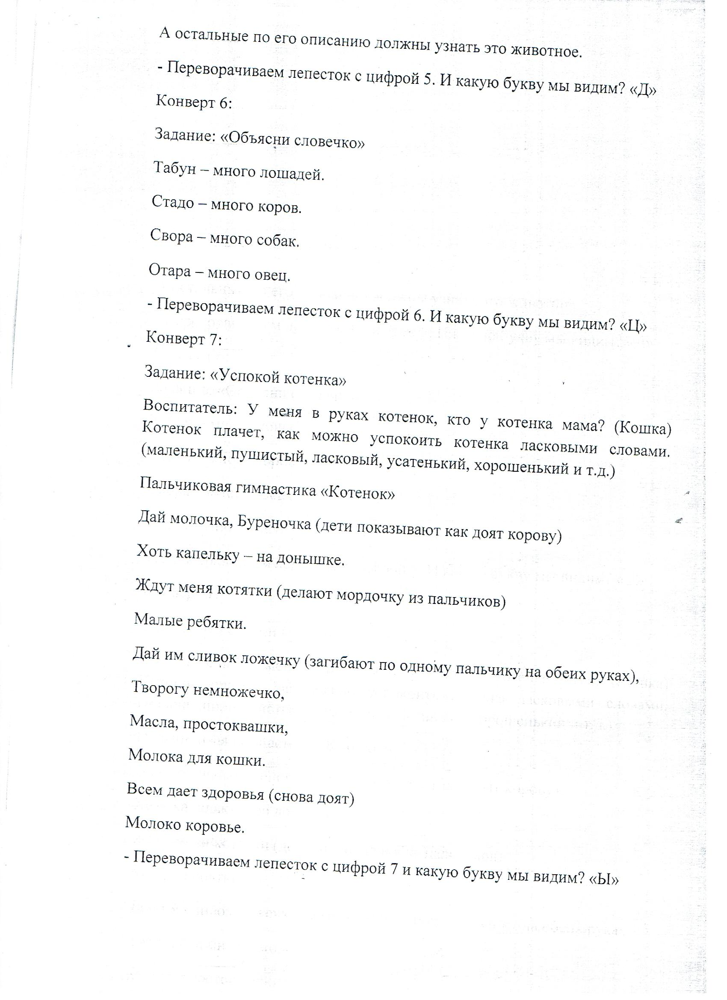 А остальные по его описанию должны узнать это животное.
- Переворачиваем лепесток с цифрой 5. И какую букву мы видим? «Д»
Конверт 6:
Задание: «Объясни словечко»
Табун – много лошадей.
Стадо – много коров.
Свора – много собак.
Отара – много овец.
- Переворачиваем лепесток с цифрой 6. И какую букву мы видим? «Ц»
Конверт 7:
Задание: «Успокой котенка»
Воспитатель: У меня в руках котенок, кто у котенка мама? (Кошка)
Котенок плачет, как можно успокоить котенка ласковыми словами.
(маленький, пушистый, ласковый, усатенький, хорошенький и т.д.)
Пальчиковая гимнастика «Котенок»
Дай молочка, Буреночка (дети показывают как доят корову)
Хоть капельку – на донышке.
Ждут меня котятки (делают мордочку из пальчиков)
Малые ребятки.
Дай им сливок ложечку (загибают по одному пальчику на обеих руках),
Творогу немножечко,
Масла, простоквашки,
Молока для кошки.
Всем дает здоровья (снова доят)
Молоко коровье.
- Переворачиваем лепесток с цифрой 7 и какую букву мы видим? «Ы»